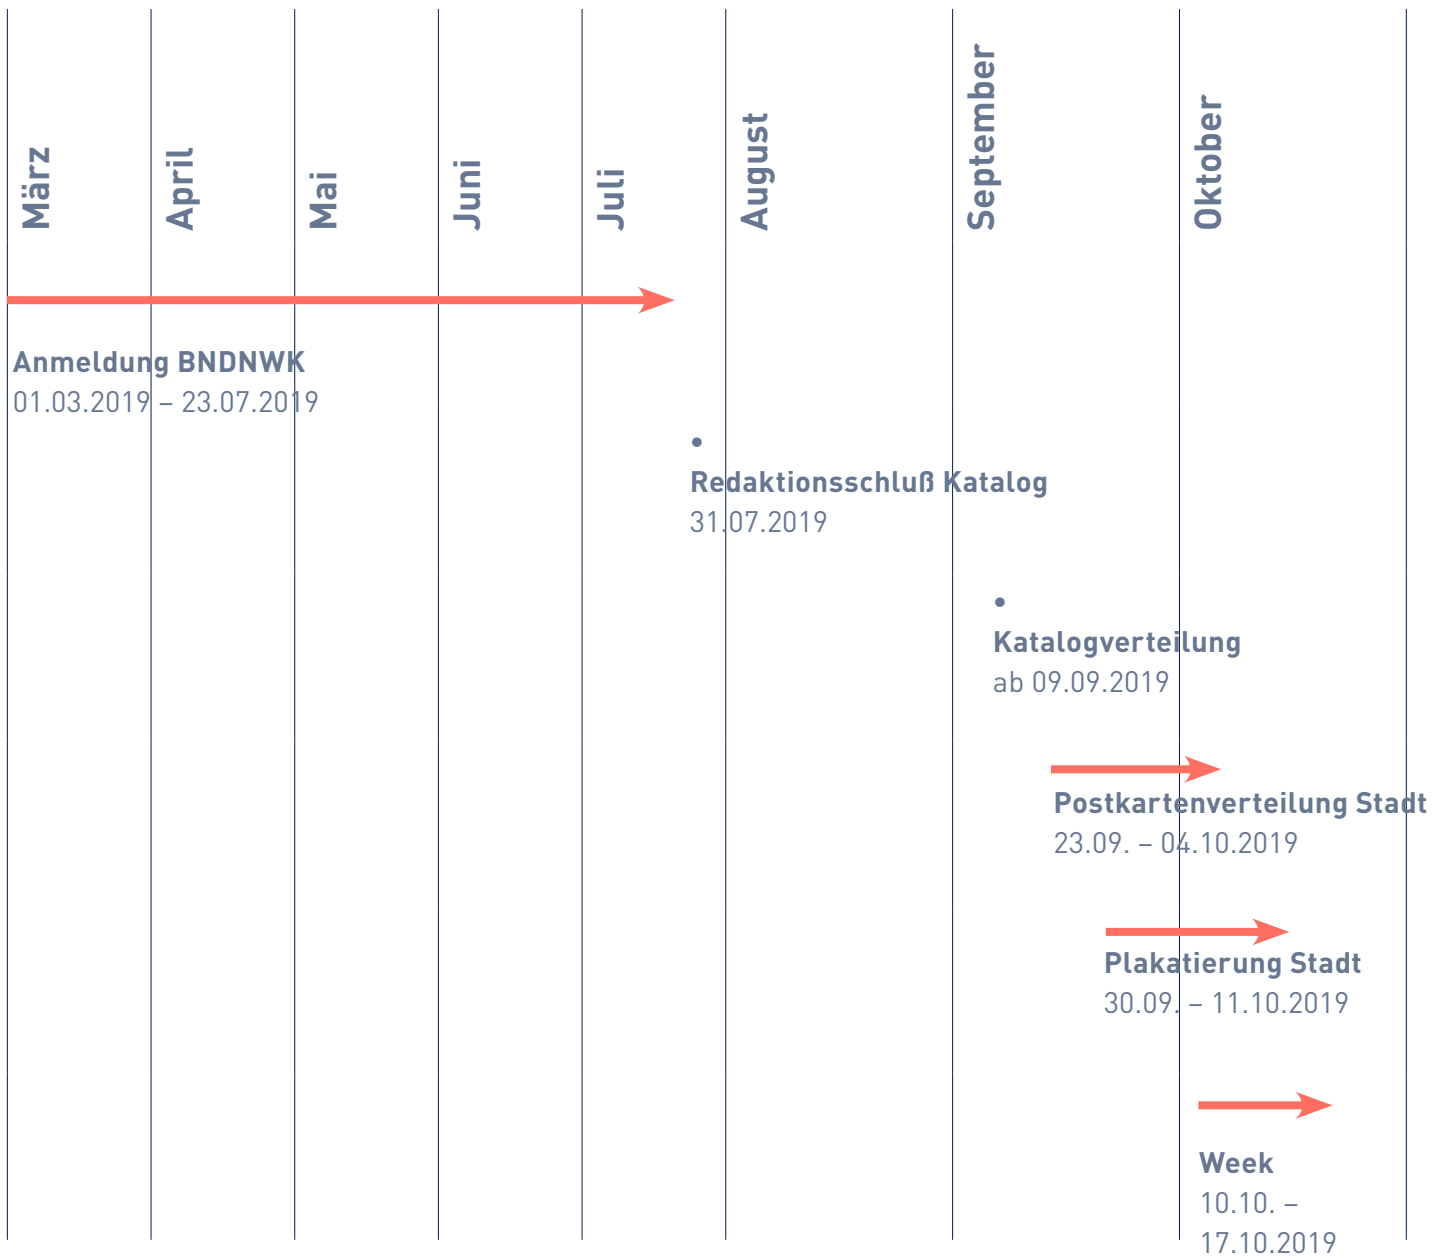 März
April
Mai
Juni
Juli
August
September
Oktober
Anmeldung BNDNWK
01.03.2019 – 23.07.2019
•
Redaktionsschluß Katalog
31.07.2019
•
Katalogverteilung
ab 09.09.2019
Postkartenverteilung Stadt
23.09. – 04.10.2019
Plakatierung Stadt
30.09. – 11.10.2019
Week
10.10. –
17.10.2019